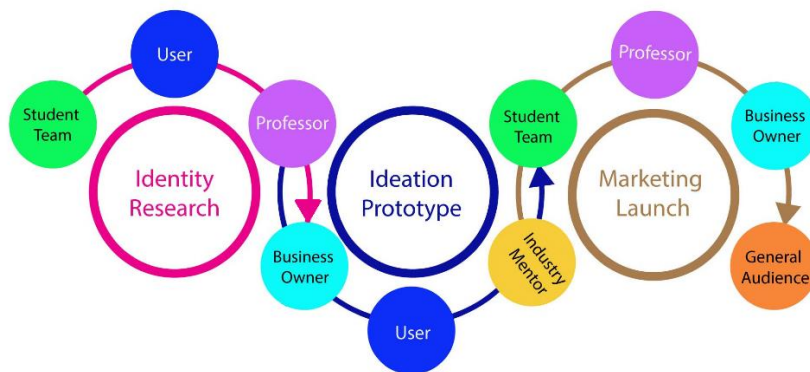 User
Student
Team
Professor
Identity
Research
Business
Owner
Ideation
Prototype
User
Student
Team
Industry
Mentor
Professor
Marketing
Launch
Business
Owner
General
Audience